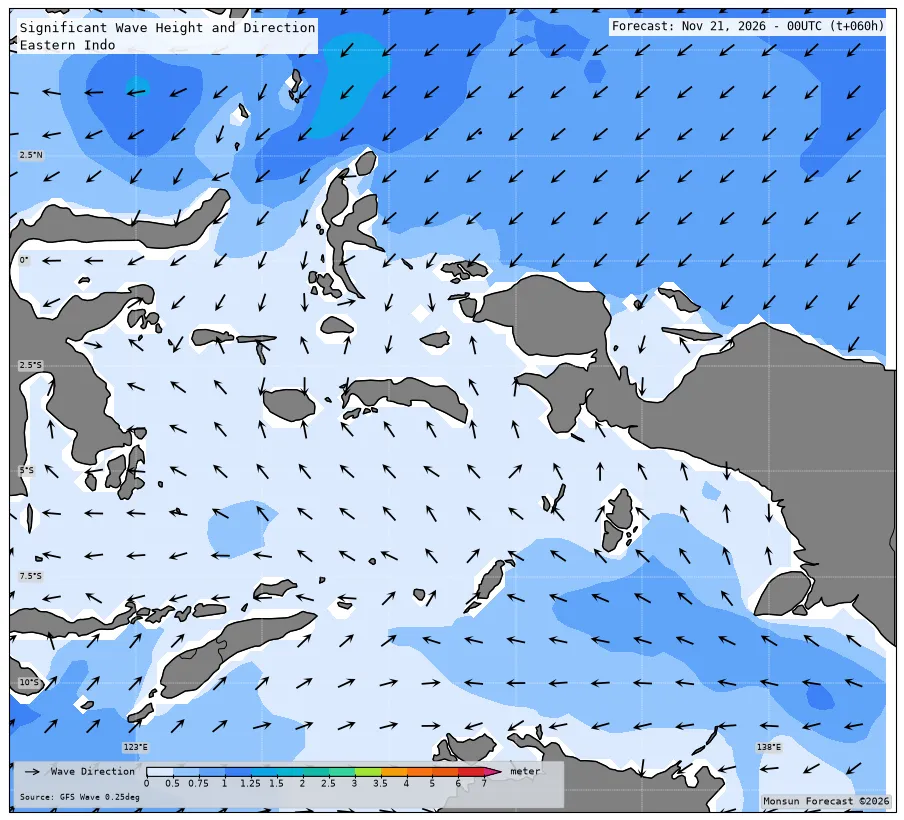 Significant Wave Height and Direction
Eastern Indo
Forecast: Nov 21, 2026 - 00UTC (t+060h)
2.5°N
0°
2.5°S
5°S
7.5°S
10°S
123°E
138°E
Wave Direction
meter
0 0.5 0.75 1 1.25 1.5 2 2.5 3 3.5 4 5 6 7
Source: GFS Wave 0.25deg
Monsun Forecast ©2026